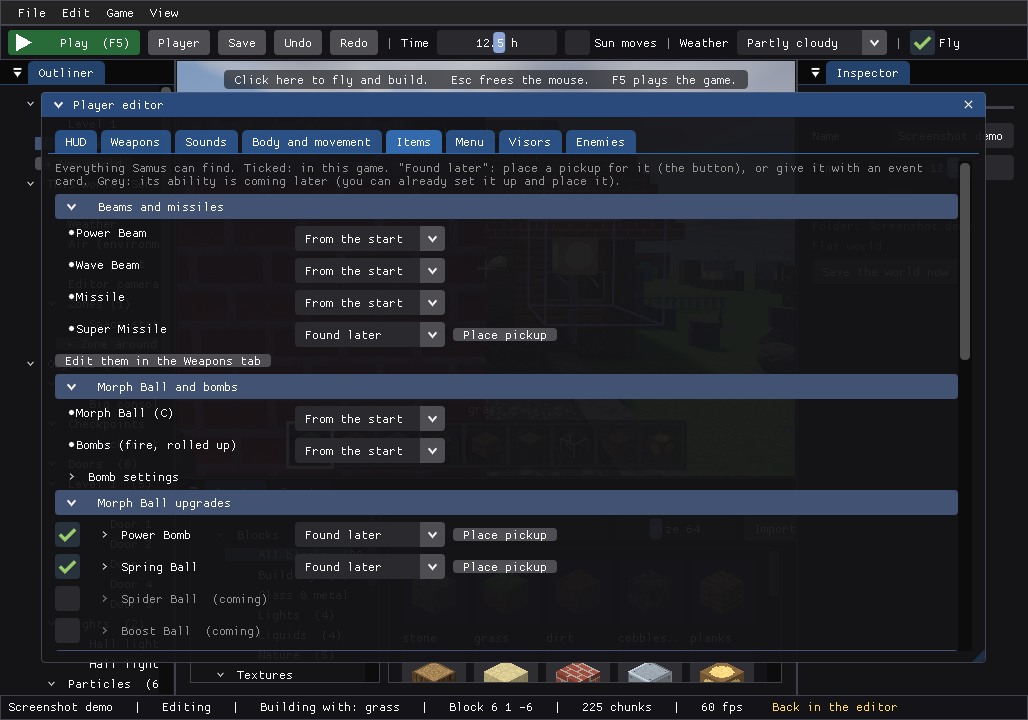 File Edit Game View
Play (F5) Player Save Undo Redo | Time 12.5 h Sun moves | Weather Partly cloudy | Fly
Outliner Click here to fly and build. Esc frees the mouse. F5 plays the game. Inspector
Player editor
HUD Weapons Sounds Body and movement Items Menu Visors Enemies
Everything Samus can find. Ticked: in this game. "Found later": place a pickup for it (the button), or give it with an event
card. Grey: its ability is coming later (you can already set it up and place it).
Beams and missiles
Power Beam From the start
Wave Beam From the start
Missile From the start
Super Missile Found later Place pickup
Edit them in the Weapons tab
Morph Ball and bombs
Morph Ball (C) From the start
Bombs (fire, rolled up) From the start
Bomb settings
Morph Ball upgrades
Power Bomb Found later Place pickup
Spring Ball Found later Place pickup
Spider Ball (coming)
Boost Ball (coming)
stone grass dirt cobbles.. planks
Hall light
Particles (6 Textures
Screenshot demo | Editing | Building with: grass | Block 6 1 -6 | 225 chunks | 60 fps Back in the editor